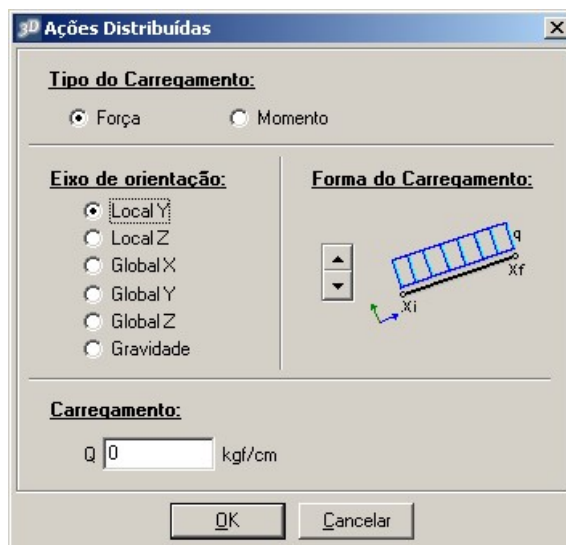 3D Ações Distribuídas
Tipo do Carregamento:
Força Momento
Eixo de orientação:
Local Y
Local Z
Global X
Global Y
Global Z
Gravidade
Forma do Carregamento:
q
Xf
Xi
Carregamento:
Q 0 kgf/cm
OK Cancelar